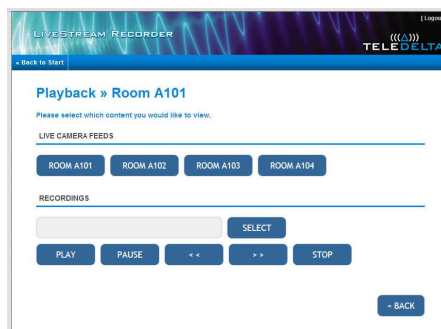 | Logou
LIVESTREAM RECORDER
(((△)))
TELEDELTA
« Back to Start
Playback » Room A101
Please select which content you would like to view.
LIVE CAMERA FEEDS
ROOM A101 ROOM A102 ROOM A103 ROOM A104
RECORDINGS
SELECT
PLAY PAUSE < < > > STOP
« BACK